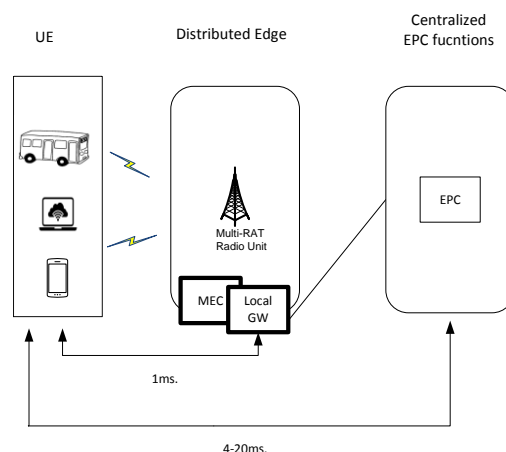 UE
Distributed Edge
Centralized
EPC fucntions
Multi-RAT
Radio Unit
EPC
MEC
Local
GW
1ms.
4-20ms.